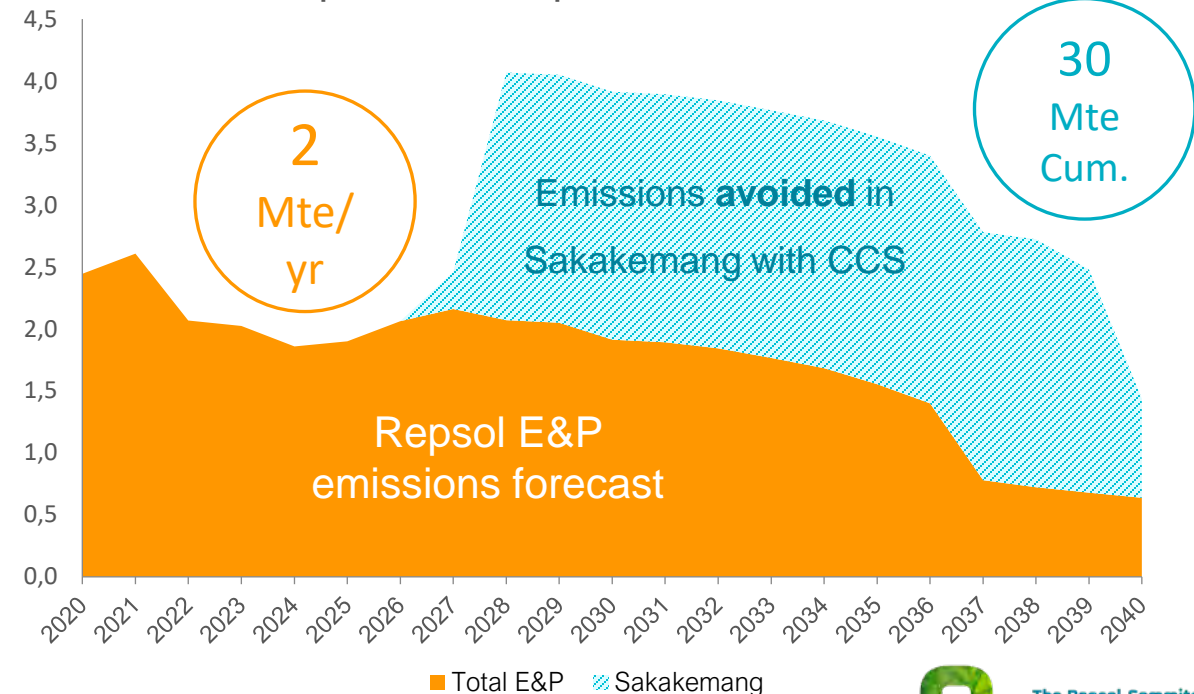 4,5
4,0
3,5
3,0
2,5
2,0
1,5
1,0
0,5
0,0
2
Mte/
yr
30
Mte
Cum.
Emissions avoided in
Sakakemang with CCS
Repsol E&P
emissions forecast
2020 2021 2022 2023 2024 2025 2026 2027 2028 2029 2030 2031 2032 2033 2034 2035 2036 2037 2038 2039 2040
Total E&P Sakakemang